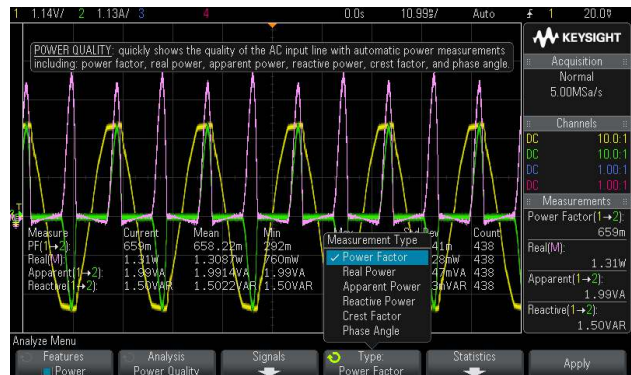 1 1.14V/ 2 1.13A/ 3 4 0.0s 10.99%/ Auto 1 20.0V
POWER QUALITY: quickly shows the quality of the AC input line with automatic power measurements
including: power factor, real power, apparent power, reactive power, crest factor, and phase angle.
KEYSIGHT
Acquisition
Normal
5.00MSa/s
Channels
DC 10.0:1
DC 10.0:1
DC 1.00:1
DC 1.00:1
Measurements
Power Factor(1→2):
659m
Real(M):
1.31W
Apparent(1→2):
1.99VA
Reactive(1→2):
1.50VAR
Measure Current Mean Min Count
PF(1→2): 659m 658.22m 292m 41m 438
Real(M): 1.31W 1.3087W 760mW 28mW 438
Apparent(1→2): 1.99VA 1.9914VA 1.99VA 47mVA 438
Reactive(1→2): 1.50VAR 1.5022VAR 1.50VAR VAR 438
Measurement Type
Power Factor
Real Power
Apparent Power
Reactive Power
Crest Factor
Phase Angle
Analyze Menu
Features
Power
Analysis
Power Quality
Signals
Type:
Power Factor
Statistics
Apply